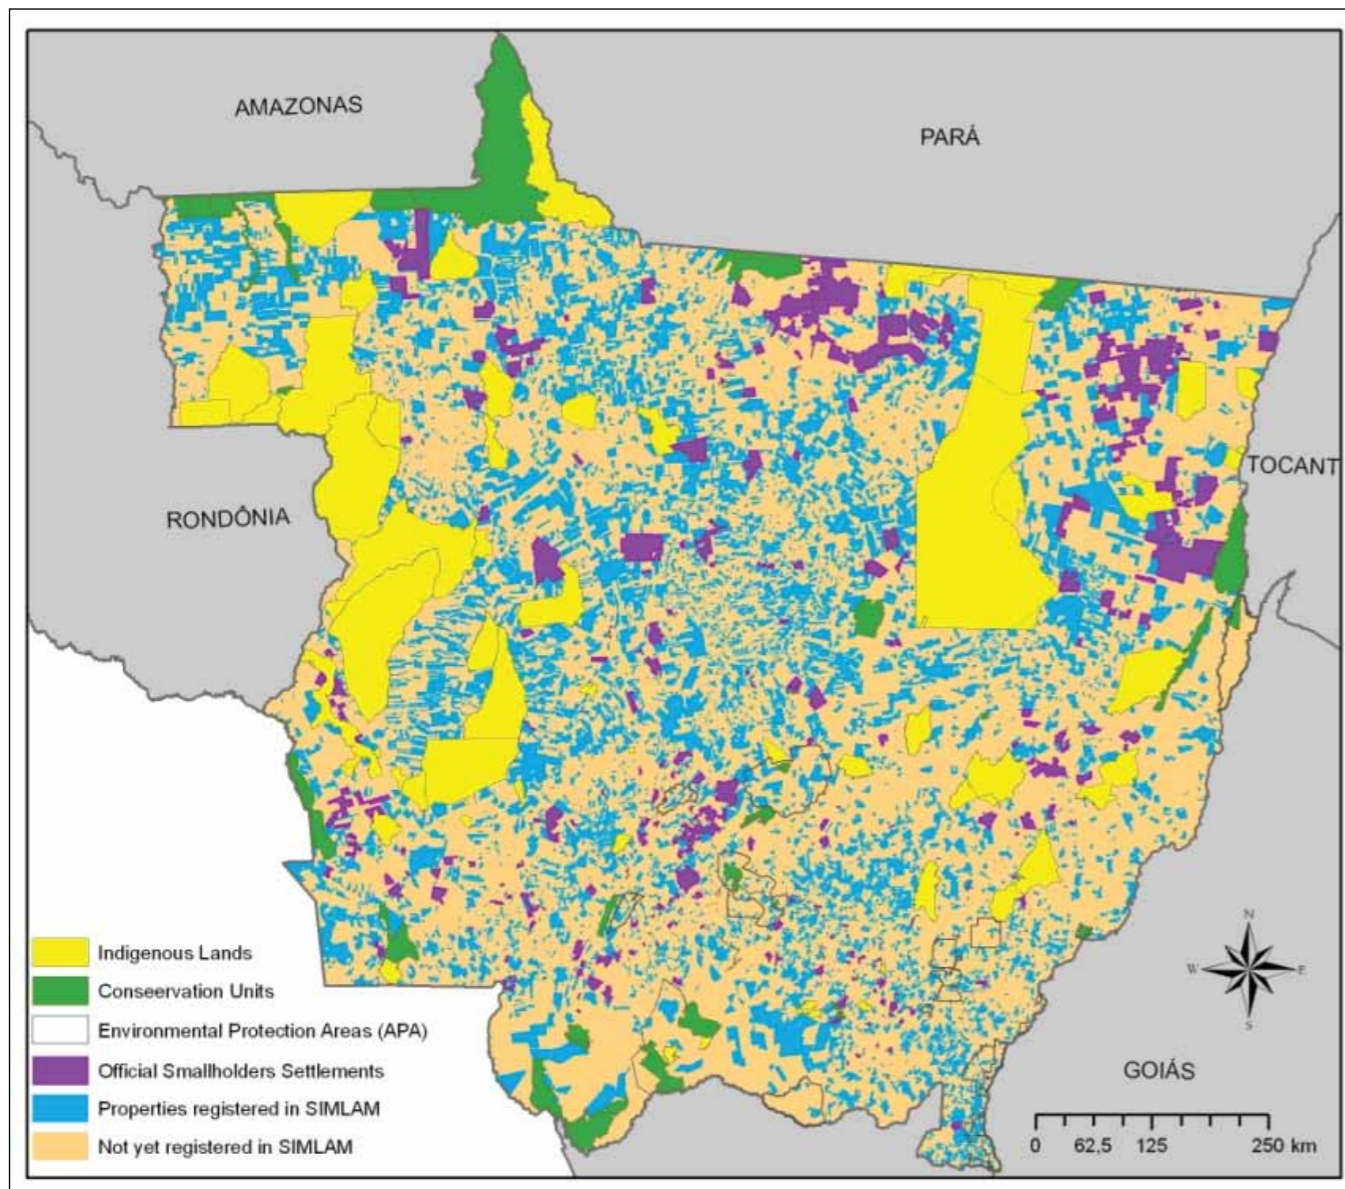 AMAZONAS
PARÁ
TOCANT
RONDÔNIA
GOIÁS
N
W E
S
Indigenous Lands
Conseervation Units
Environmental Protection Areas (APA)
Official Smallholders Settlements
Properties registered in SIMLAM
Not yet registered in SIMLAM
0 62,5 125 250 km